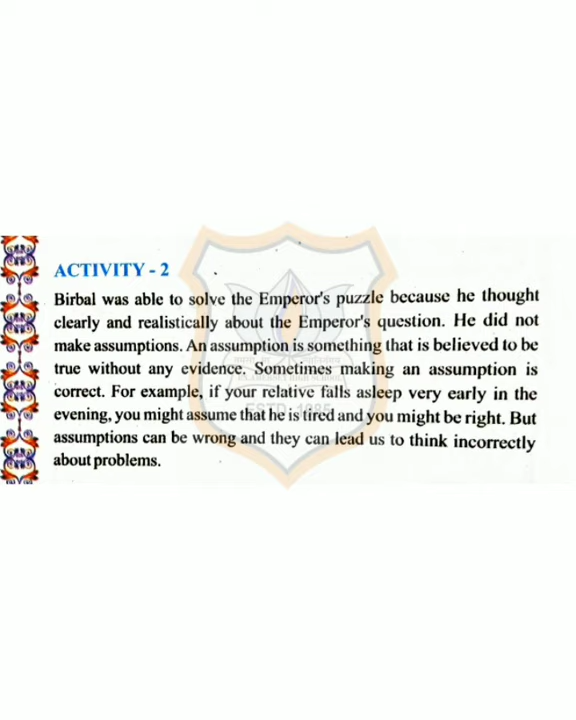 ACTIVITY - 2
Birbal was able to solve the Emperor's puzzle because he thought
clearly and realistically about the Emperor's question. He did not
make assumptions. An assumption is something that is believed to be
true without any evidence. Sometimes making an assumption is
correct. For example, if your relative falls asleep very early in the
evening, you might assume that he is tired and you might be right. But
assumptions can be wrong and they can lead us to think incorrectly
about problems.